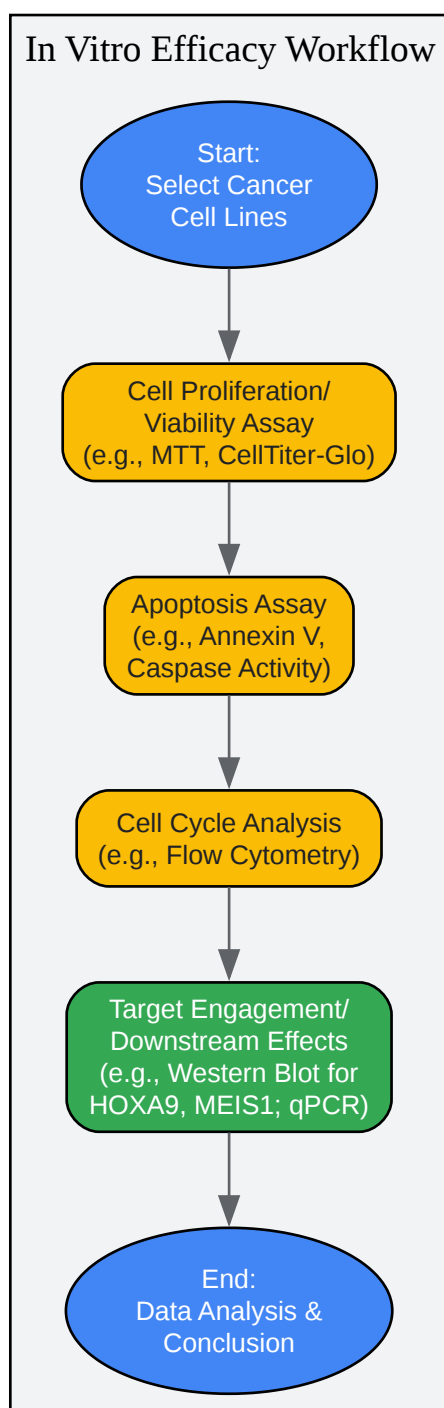 In Vitro Efficacy Workflow
Start:
Select Cancer
Cell Lines
Cell Proliferation/
Viability Assay
(e.g., MTT, CellTiter-Glo)
Apoptosis Assay
(e.g., Annexin V,
Caspase Activity)
Cell Cycle Analysis
(e.g., Flow Cytometry)
Target Engagement/
Downstream Effects
(e.g., Western Blot for
HOXA9, MEIS1; qPCR)
End:
Data Analysis &
Conclusion